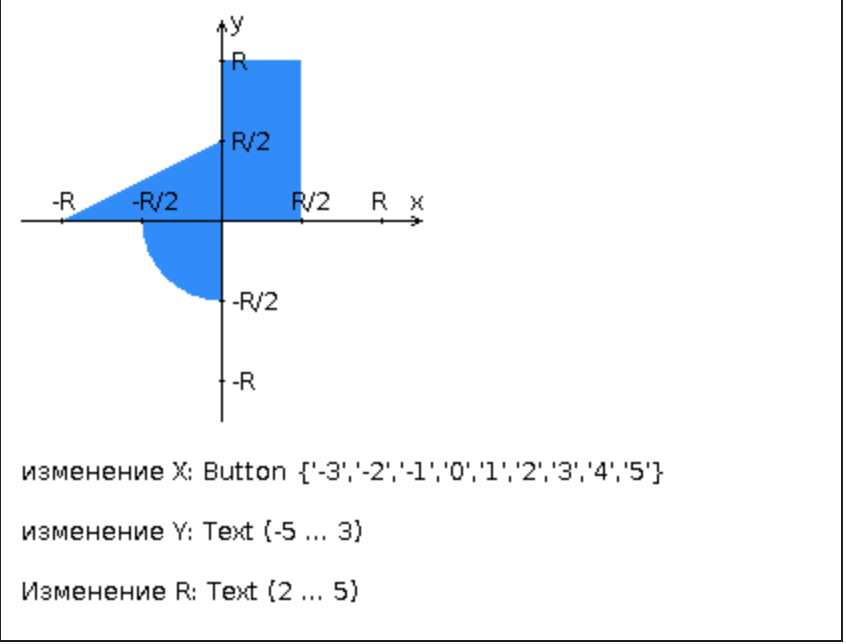 y
R
R/2
-R -R/2 R/2 R x
-R/2
-R
изменение X: Button {'-3','-2','-1','0','1','2','3','4','5'}
изменение Y: Text (-5 ... 3)
Изменение R: Text (2 ... 5)